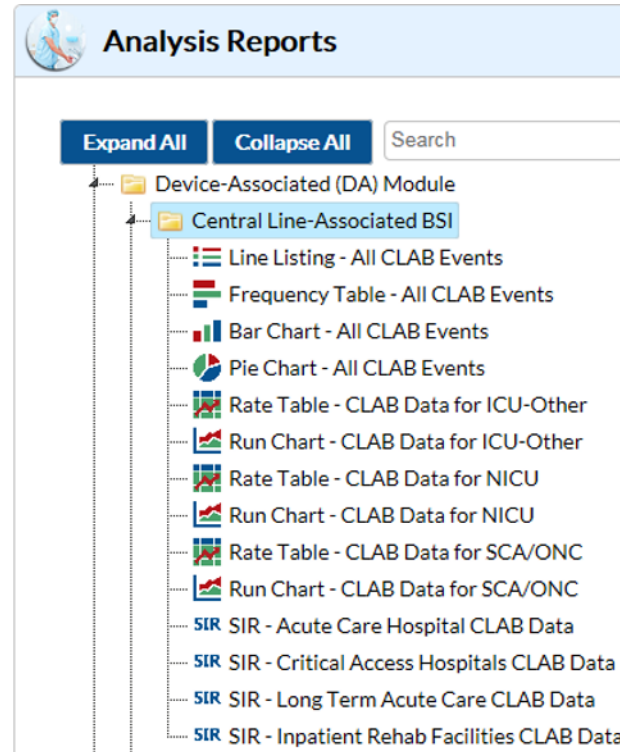 Analysis Reports
Expand All Collapse All Search
Device-Associated (DA) Module
Central Line-Associated BSI
Line Listing - All CLAB Events
Frequency Table - All CLAB Events
Bar Chart - All CLAB Events
Pie Chart - All CLAB Events
Rate Table - CLAB Data for ICU-Other
Run Chart - CLAB Data for ICU-Other
Rate Table - CLAB Data for NICU
Run Chart - CLAB Data for NICU
Rate Table - CLAB Data for SCA/ONC
Run Chart - CLAB Data for SCA/ONC
SIR SIR - Acute Care Hospital CLAB Data
SIR SIR - Critical Access Hospitals CLAB Data
SIR SIR - Long Term Acute Care CLAB Data
SIR SIR - Inpatient Rehab Facilities CLAB Data